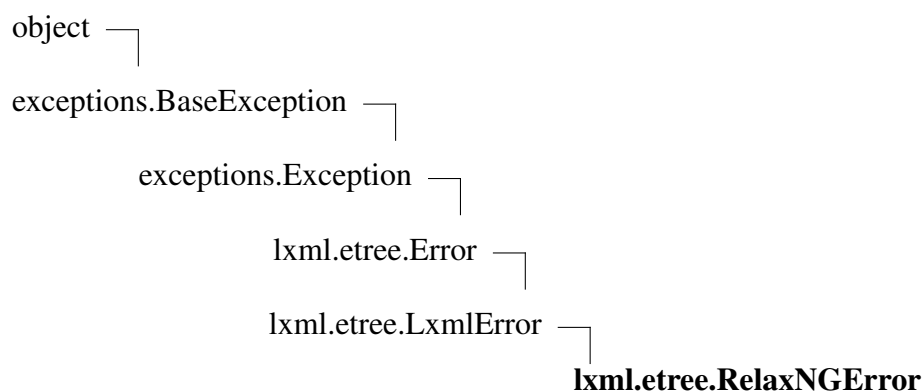 object
exceptions.BaseException
exceptions.Exception
lxml.etree.Error
lxml.etree.LxmlError
lxml.etree.RelaxNGError